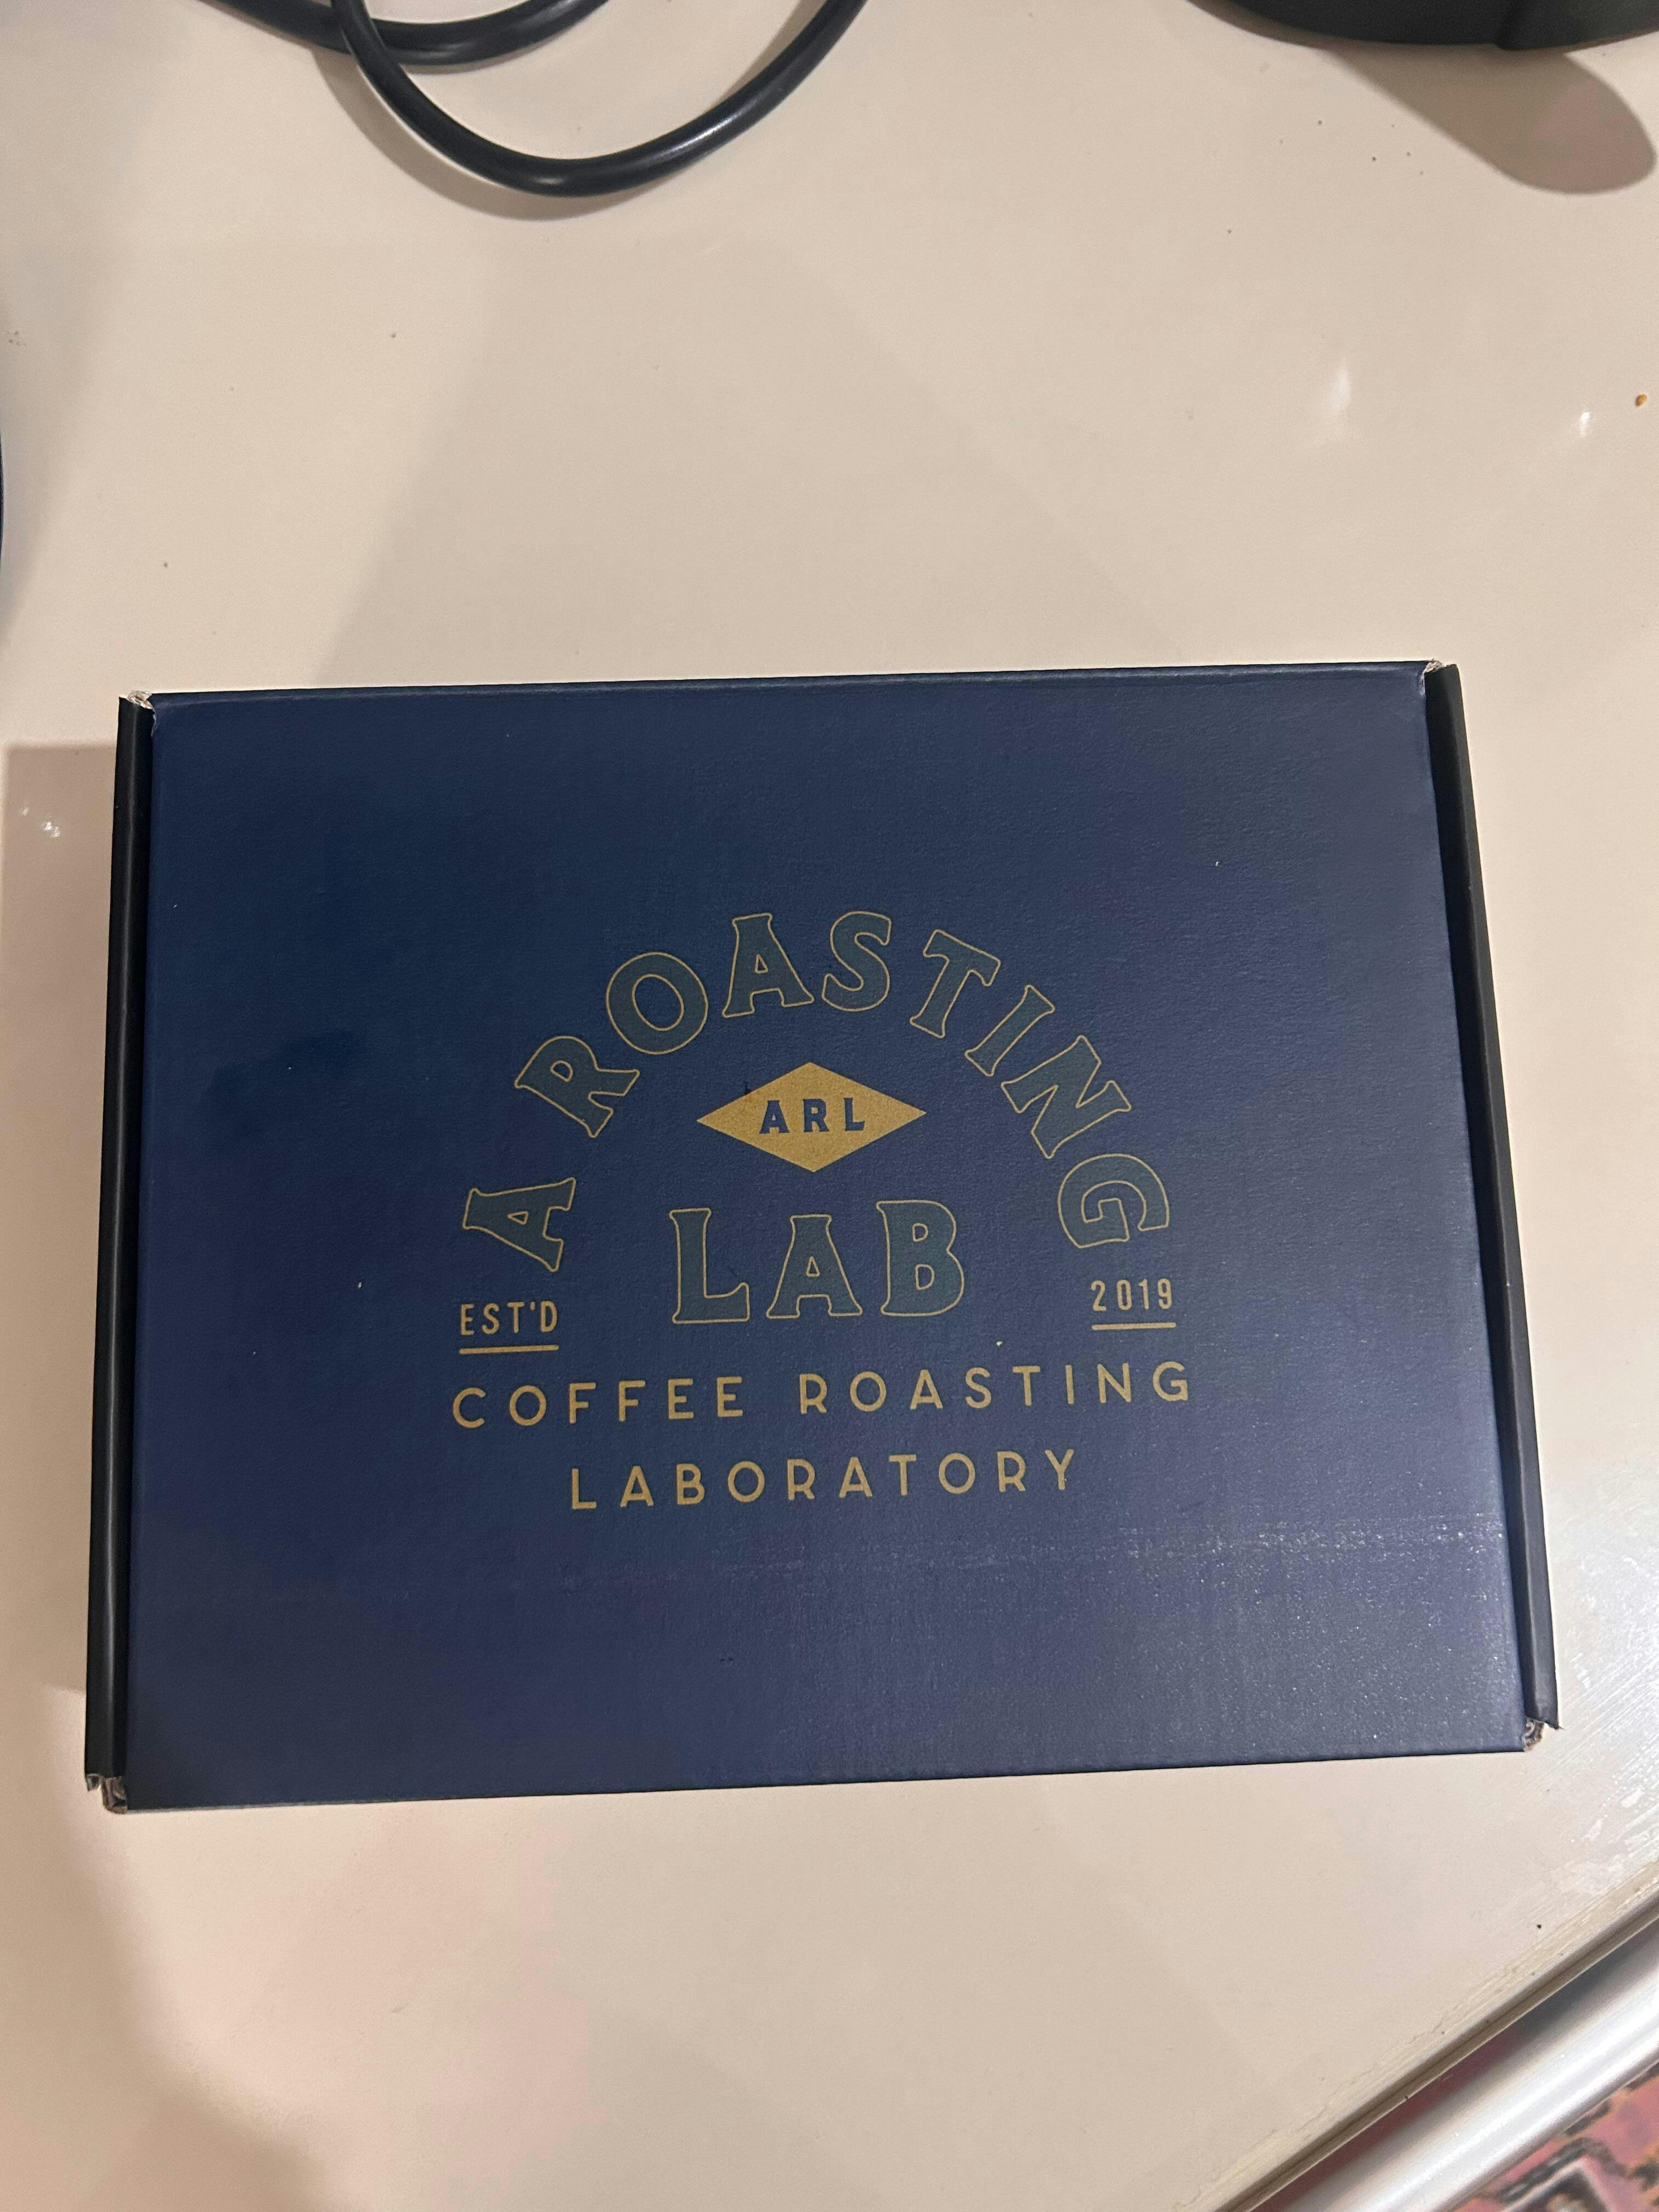 A ROASTING
ARL
LAB
EST'D 2019
COFFEE ROASTING
LABORATORY